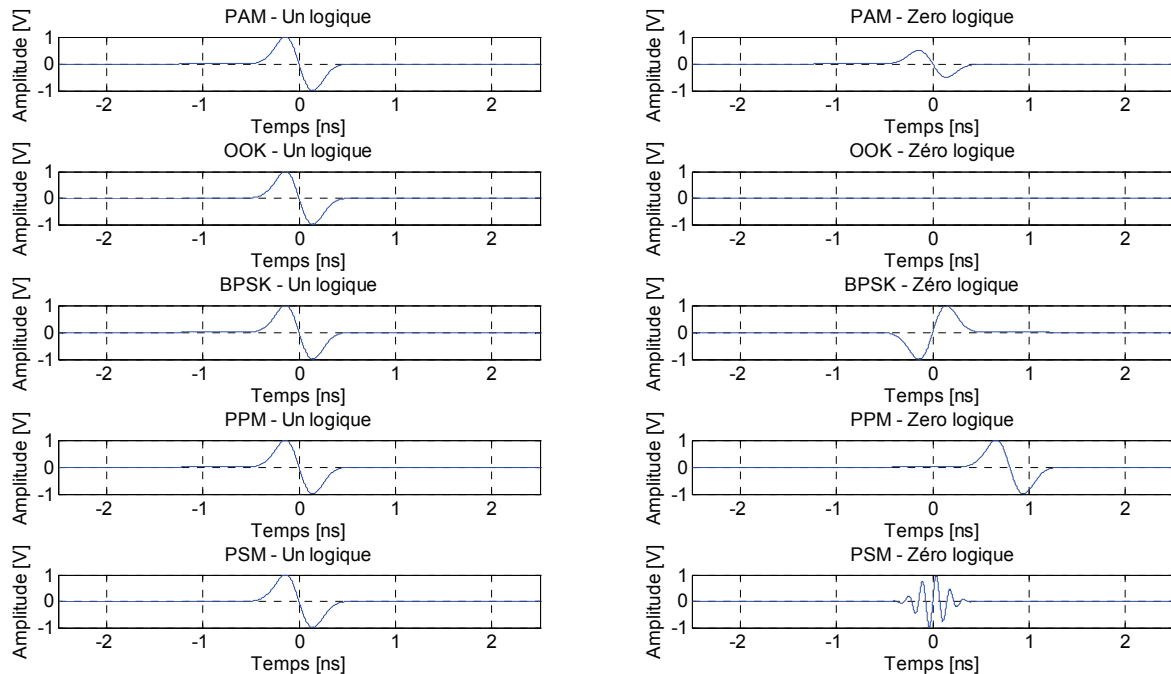 PAM - Un logique
Amplitude [V]
1
0
-1
-2 -1 0 1 2
Temps [ns]
PAM - Zero logique
Amplitude [V]
1
0
-1
-2 -1 0 1 2
Temps [ns]
OOK - Un logique
Amplitude [V]
1
0
-1
-2 -1 0 1 2
Temps [ns]
OOK - Zéro logique
Amplitude [V]
1
0
-1
-2 -1 0 1 2
Temps [ns]
BPSK - Un logique
Amplitude [V]
1
0
-1
-2 -1 0 1 2
Temps [ns]
BPSK - Zéro logique
Amplitude [V]
1
0
-1
-2 -1 0 1 2
Temps [ns]
PPM - Un logique
Amplitude [V]
1
0
-1
-2 -1 0 1 2
Temps [ns]
PPM - Zero logique
Amplitude [V]
1
0
-1
-2 -1 0 1 2
Temps [ns]
PSM - Un logique
Amplitude [V]
1
0
-1
-2 -1 0 1 2
Temps [ns]
PSM - Zéro logique
Amplitude [V]
1
0
-1
-2 -1 0 1 2
Temps [ns]